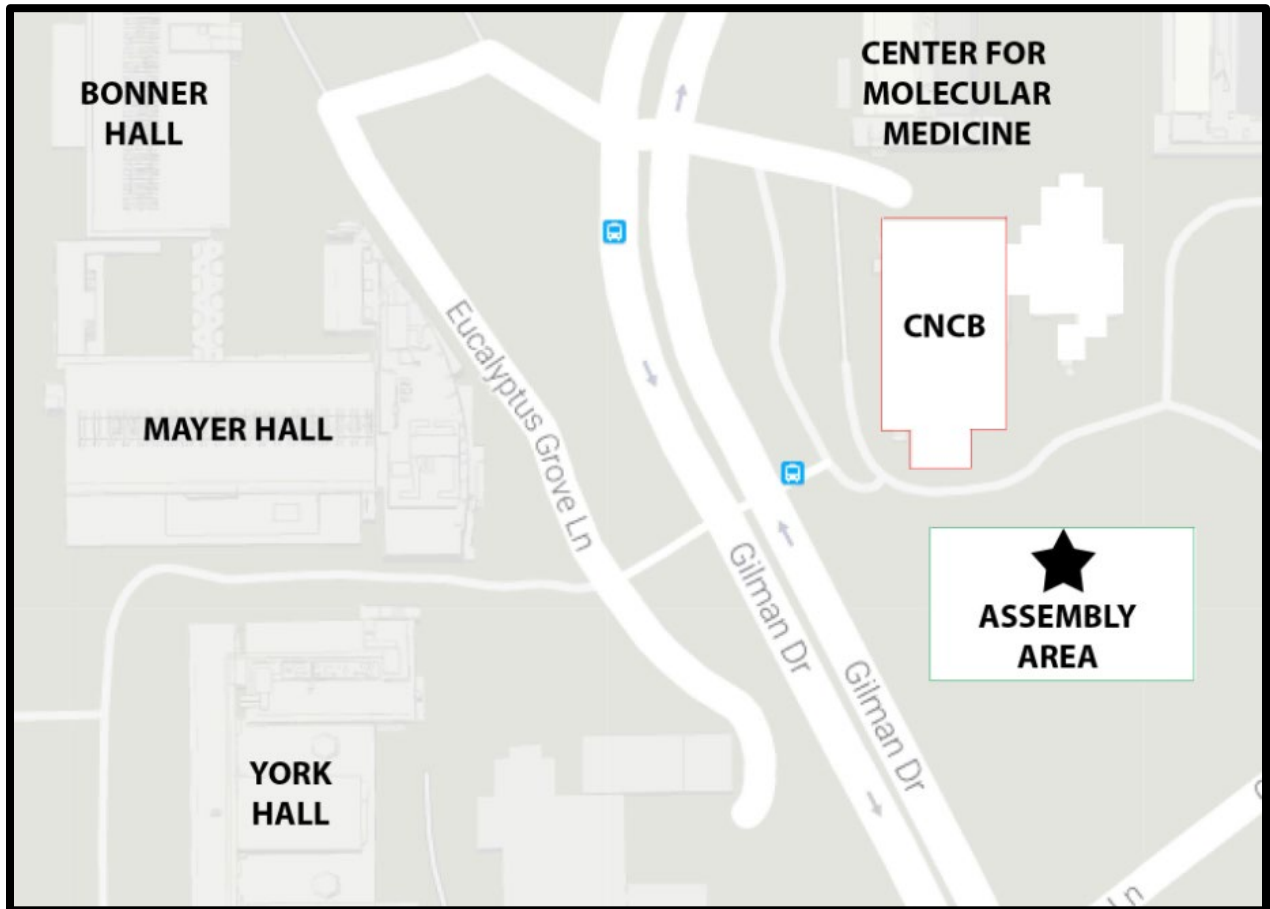 BONNER
HALL
CENTER FOR
MOLECULAR
MEDICINE
CNCB
Eucalyptus Grove Ln
MAYER HALL
Gilman Dr
Gilman Dr
ASSEMBLY
AREA
YORK
HALL
Ln